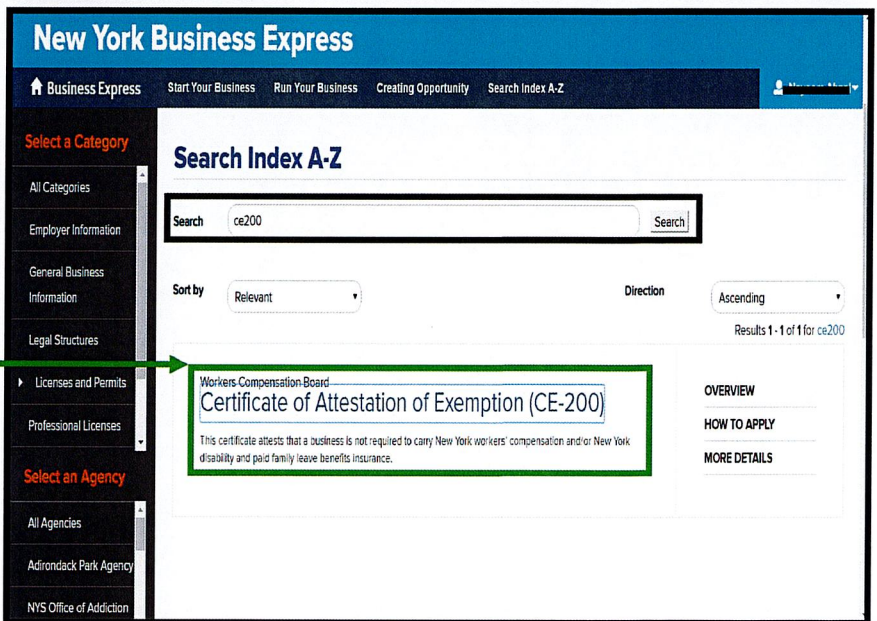 New York Business Express
Business Express
Start Your Business
Run Your Business
Creating Opportunity
Search Index A-Z
Select a Category
All Categories
Employer Information
General Business
Information
Legal Structures
Licenses and Permits
Professional Licenses
Select an Agency
All Agencies
Adirondack Park Agency
NYS Office of Addiction
Search Index A-Z
Search
ce200
Search
Sort by
Relevant
Direction
Ascending
Results 1 - 1 of 1 for ce200
Workers Compensation Board
Certificate of Attestation of Exemption (CE-200)
This certificate attests that a business is not required to carry New York workers' compensation and/or New York
disability and paid family leave benefits insurance.
OVERVIEW
HOW TO APPLY
MORE DETAILS